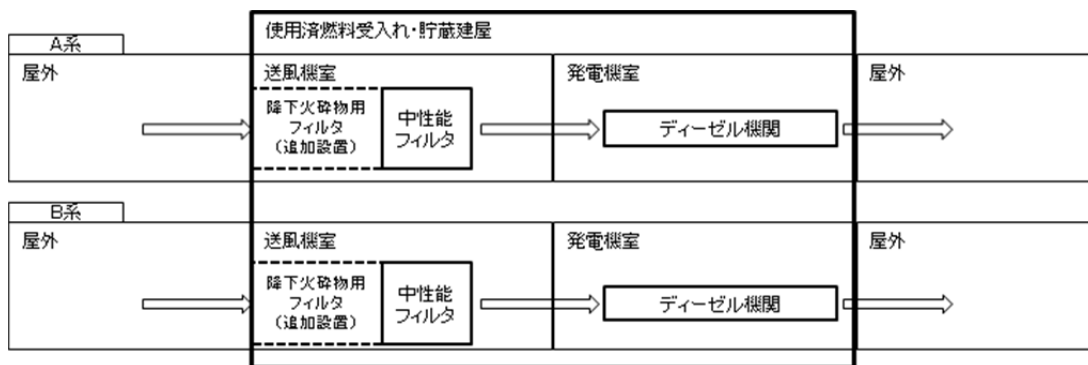 使用済燃料受入れ・貯蔵建屋
A系
屋外
送風機室
発電機室
屋外
降下火砕物用
フィルタ
（追加設置）
中性能
フィルタ
ディーゼル機関
B系
屋外
送風機室
発電機室
屋外
降下火砕物用
フィルタ
（追加設置）
中性能
フィルタ
ディーゼル機関